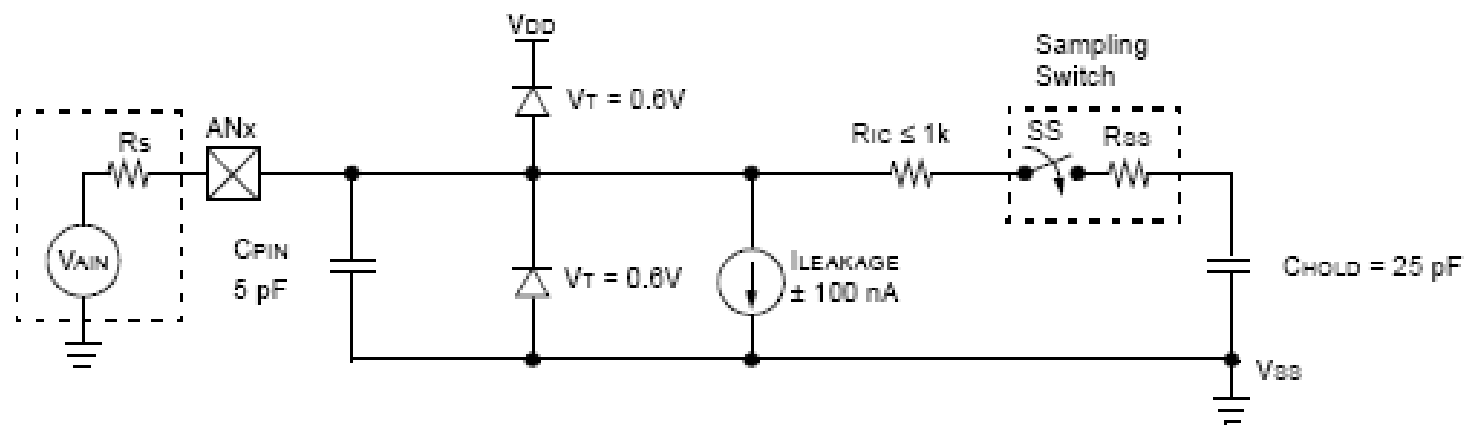 VDD
Sampling
Switch
VT = 0.6V
RS
ANx
RIC ≤ 1k
SS
RSS
VAIN
CPIN
5 pF
VT = 0.6V
ILEAKAGE
± 100 nA
CHOLD = 25 pF
VSS